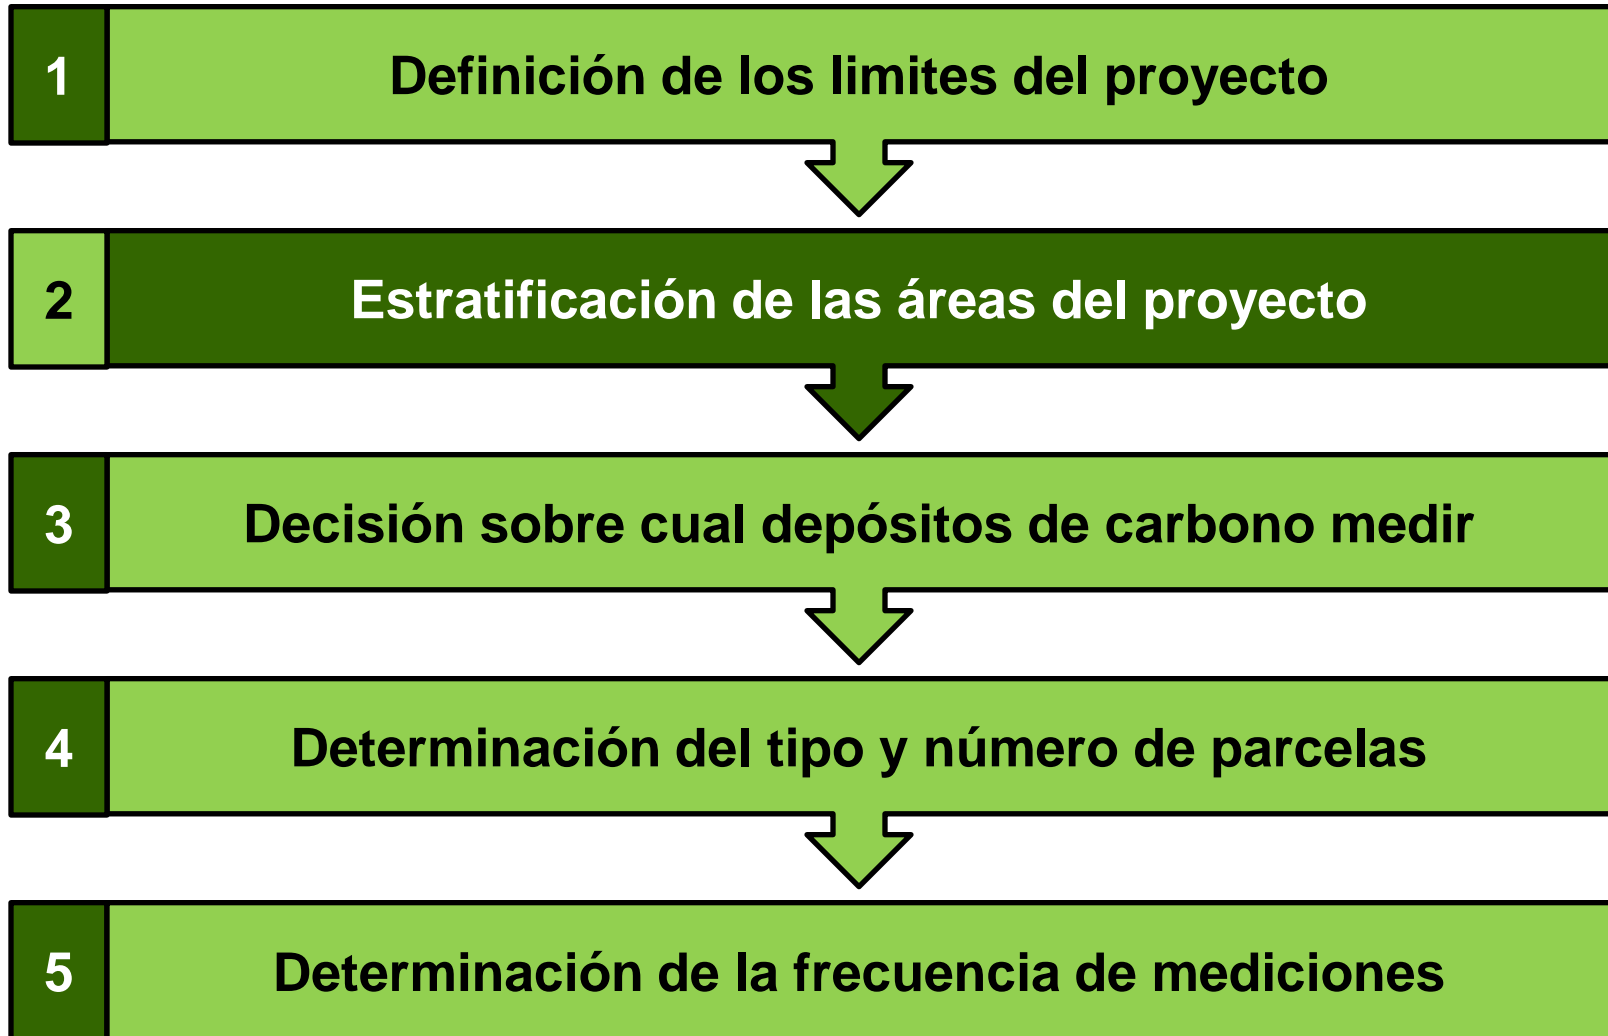 1 Definición de los limites del proyecto
2 Estratificación de las áreas del proyecto
3 Decisión sobre cual depósitos de carbono medir
4 Determinación del tipo y número de parcelas
5 Determinación de la frecuencia de mediciones